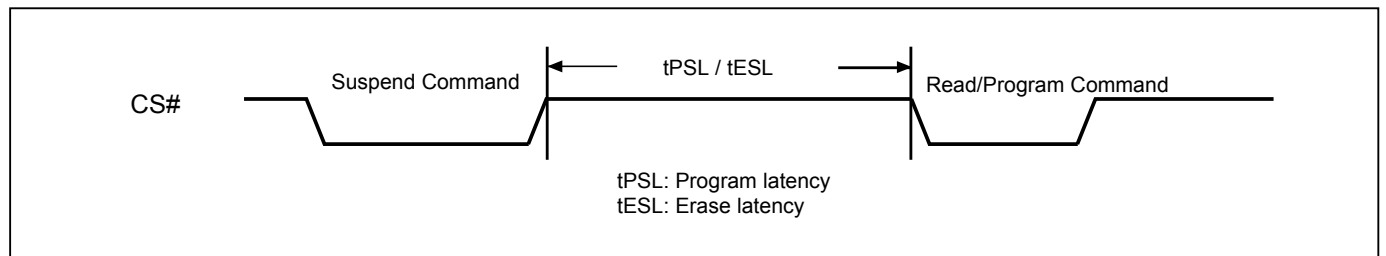 tPSL / tESL
Suspend Command
Read/Program Command
CS#
tPSL: Program latency
tESL: Erase latency